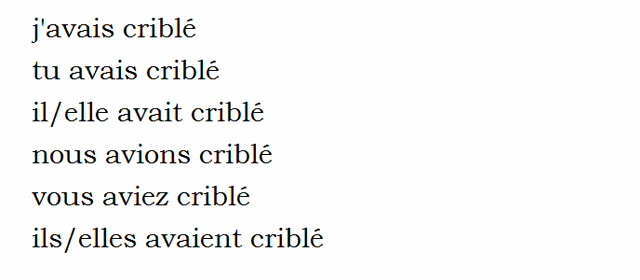 j'avais criblé
tu avais criblé
il/elle avait criblé
nous avions criblé
vous aviez criblé
ils/elles avaient criblé